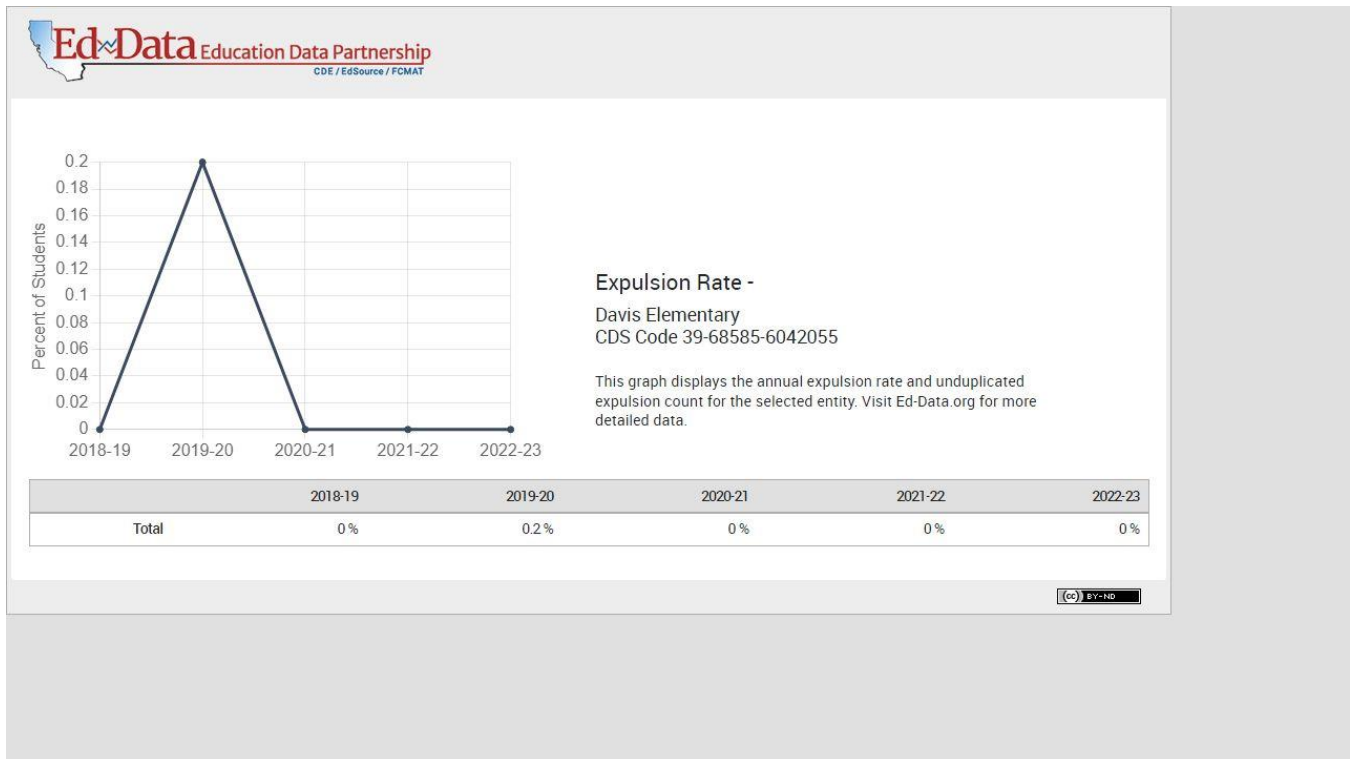 Ed Data Education Data Partnership
CDE / EdSource / FCMAT
Percent of Students
0.2
0.18
0.16
0.14
0.12
0.1
0.08
0.06
0.04
0.02
0
2018-19 2019-20 2020-21 2021-22 2022-23
Expulsion Rate -
Davis Elementary
CDS Code 39-68585-6042055
This graph displays the annual expulsion rate and unduplicated
expulsion count for the selected entity. Visit Ed-Data.org for more
detailed data.
2018-19 2019-20 2020-21 2021-22 2022-23
Total 0 % 0.2 % 0 % 0 % 0 %
(cc) BY-ND